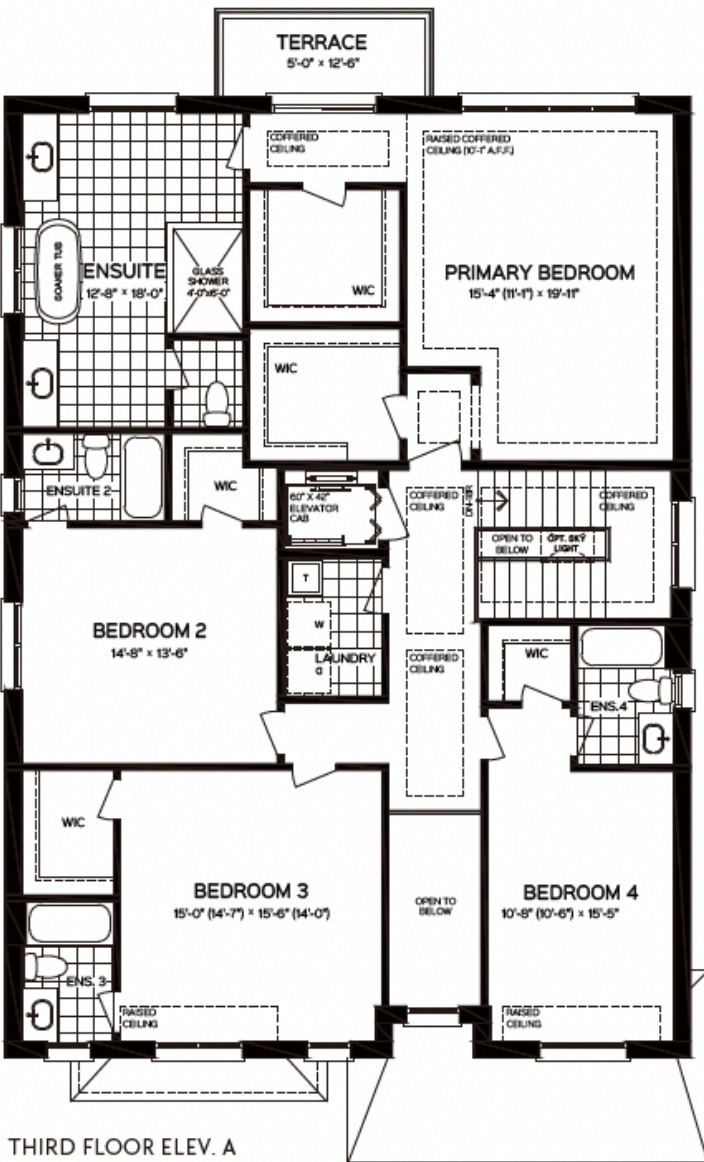 TERRACE
5'-0" × 12'-6"
COFFERED
CEILING
RAISED COFFERED
CEILING (10'-1" A.F.F.)
SOAKER TUB
ENSUITE
12'-8" × 18'-0"
GLASS
SHOWER
4'-0"x6'-0"
WIC
PRIMARY BEDROOM
15'-4" (11'-1") × 19'-11"
WIC
ENSUITE 2
WIC
60" X 42"
ELEVATOR
CAB
COFFERED
CEILING
COFFERED
CEILING
OPEN TO
BELOW
OPT. SKY
LIGHT
BEDROOM 2
14'-8" × 13'-6"
T
W
LAUNDRY
COFFERED
CEILING
WIC
ENS.4
WIC
BEDROOM 3
15'-0" (14'-7") × 15'-6" (14'-0")
OPEN TO
BELOW
BEDROOM 4
10'-8" (10'-6") × 15'-5"
ENS. 3
RAISED
CEILING
RAISED
CEILING
THIRD FLOOR ELEV. A